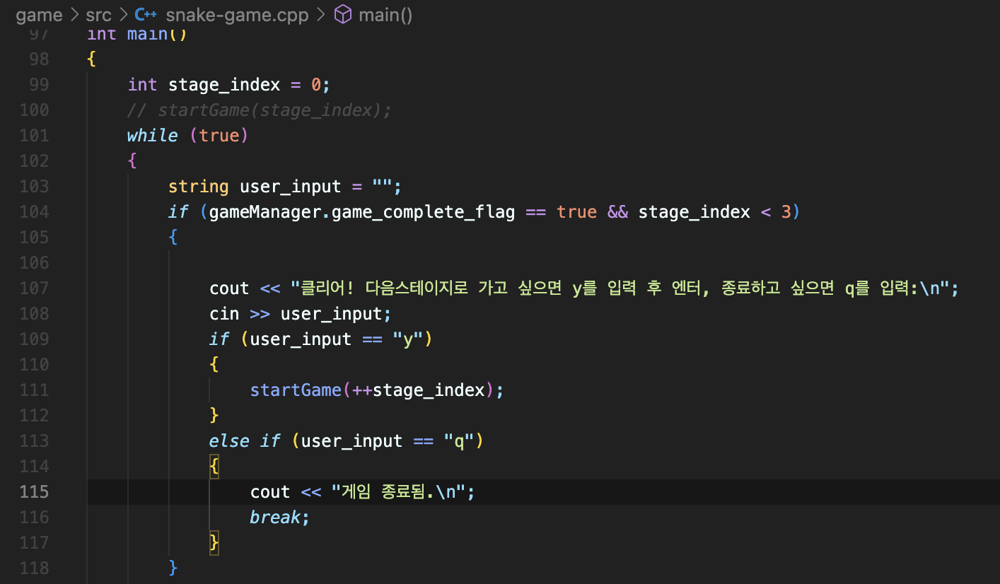 game > src > C++ snake-game.cpp > main()
97 int main()
98 {
99 int stage_index = 0;
100 // startGame(stage_index);
101 while (true)
102 {
103 string user_input = "";
104 if (gameManager.game_complete_flag == true && stage_index < 3)
105 {
106
107 cout << "클리어! 다음스테이지로 가고 싶으면 y를 입력 후 엔터, 종료하고 싶으면 q를 입력:\n";
108 cin >> user_input;
109 if (user_input == "y")
110 {
111 startGame(++stage_index);
112 }
113 else if (user_input == "q")
114 {
115 cout << "게임 종료됨.\n";
116 break;
117 }
118 }